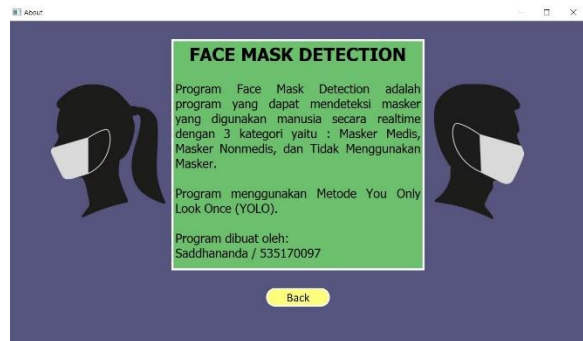 About
FACE MASK DETECTION
Program Face Mask Detection adalah
program yang dapat mendeteksi masker
yang digunakan manusia secara realtime
dengan 3 kategori yaitu : Masker Medis,
Masker Nonmedis, dan Tidak Menggunakan
Masker.
Program menggunakan Metode You Only
Look Once (YOLO).
Program dibuat oleh:
Saddhananda / 535170097
Back